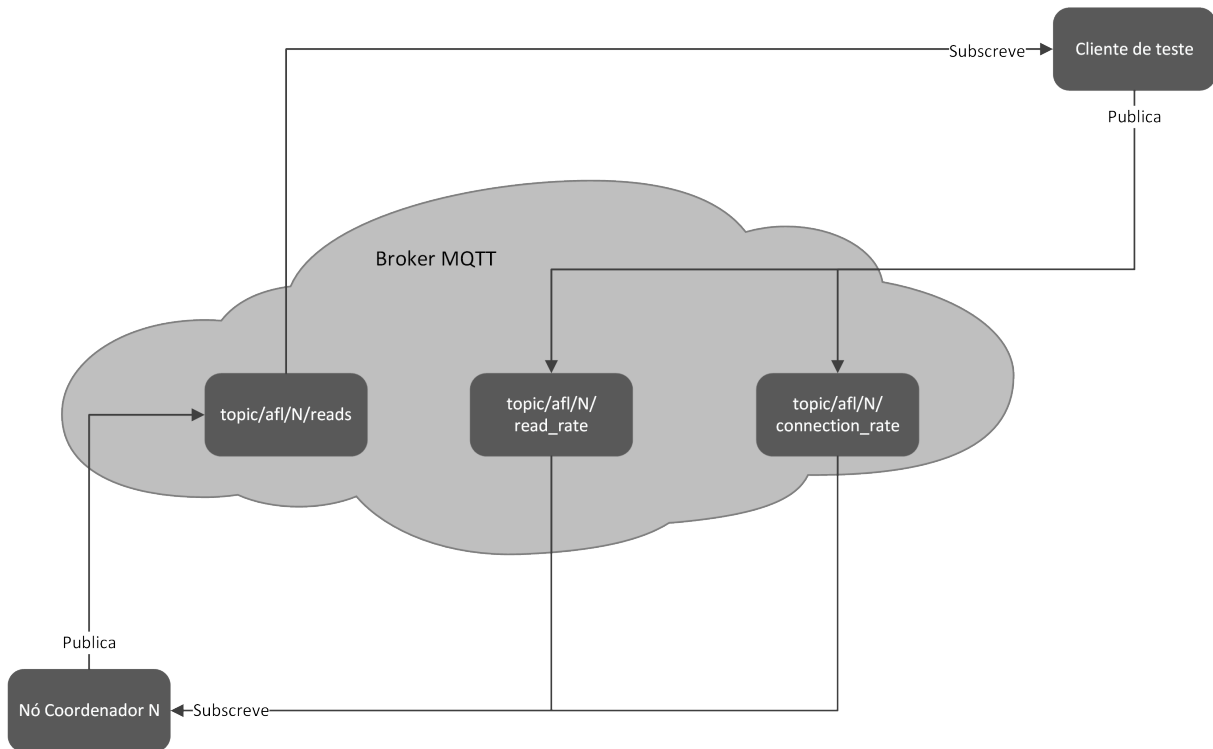 Cliente de teste
Subscreve
Publica
Broker MQTT
topic/afl/N/reads
topic/afl/N/
read_rate
topic/afl/N/
connection_rate
Publica
Nó Coordenador N
Subscreve